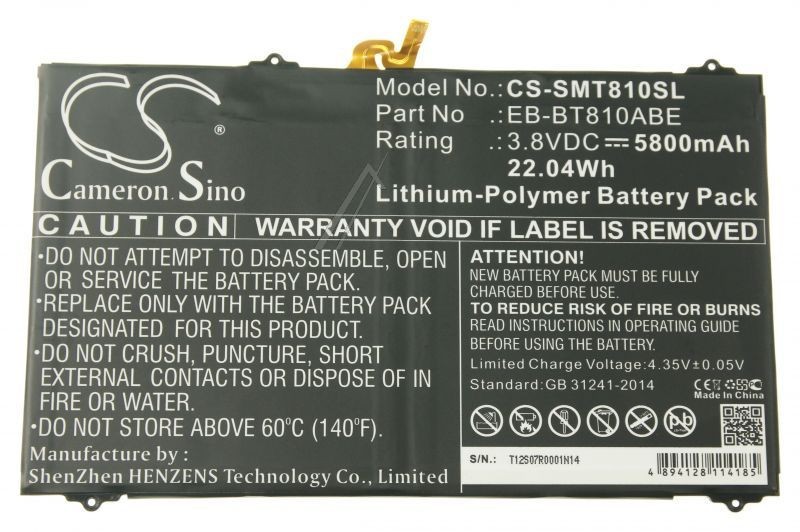 CS
®
Cameron Sino
Model No.: CS-SMT810SL
Part No .: EB-BT810ABE
Rating .: 3.8VDC⎓5800mAh
22.04Wh
Lithium-Polymer Battery Pack
CAUTION WARRANTY VOID IF LABEL IS REMOVED
•DO NOT ATTEMPT TO DISASSEMBLE, OPEN
OR SERVICE THE BATTERY PACK.
•REPLACE ONLY WITH THE BATTERY PACK
DESIGNATED FOR THIS PRODUCT.
•DO NOT CRUSH, PUNCTURE, SHORT
EXTERNAL CONTACTS OR DISPOSE OF IN
FIRE OR WATER.
•DO NOT STORE ABOVE 60°C (140°F).
Manufacture by :
ShenZhen HENZENS Technology Co., Limited
ATTENTION!
NEW BATTERY PACK MUST BE FULLY
CHARGED BEFORE USE.
TO REDUCE RISK OF FIRE OR BURNS
READ INSTRUCTIONS IN OPERATING GUIDE
BEFORE USE.
Limited Charge Voltage:4.35V±0.05V
Standard:GB 31241-2014
CE
Made In China
Pb
S/N.: T12S07R0001N14
4 894128 114185